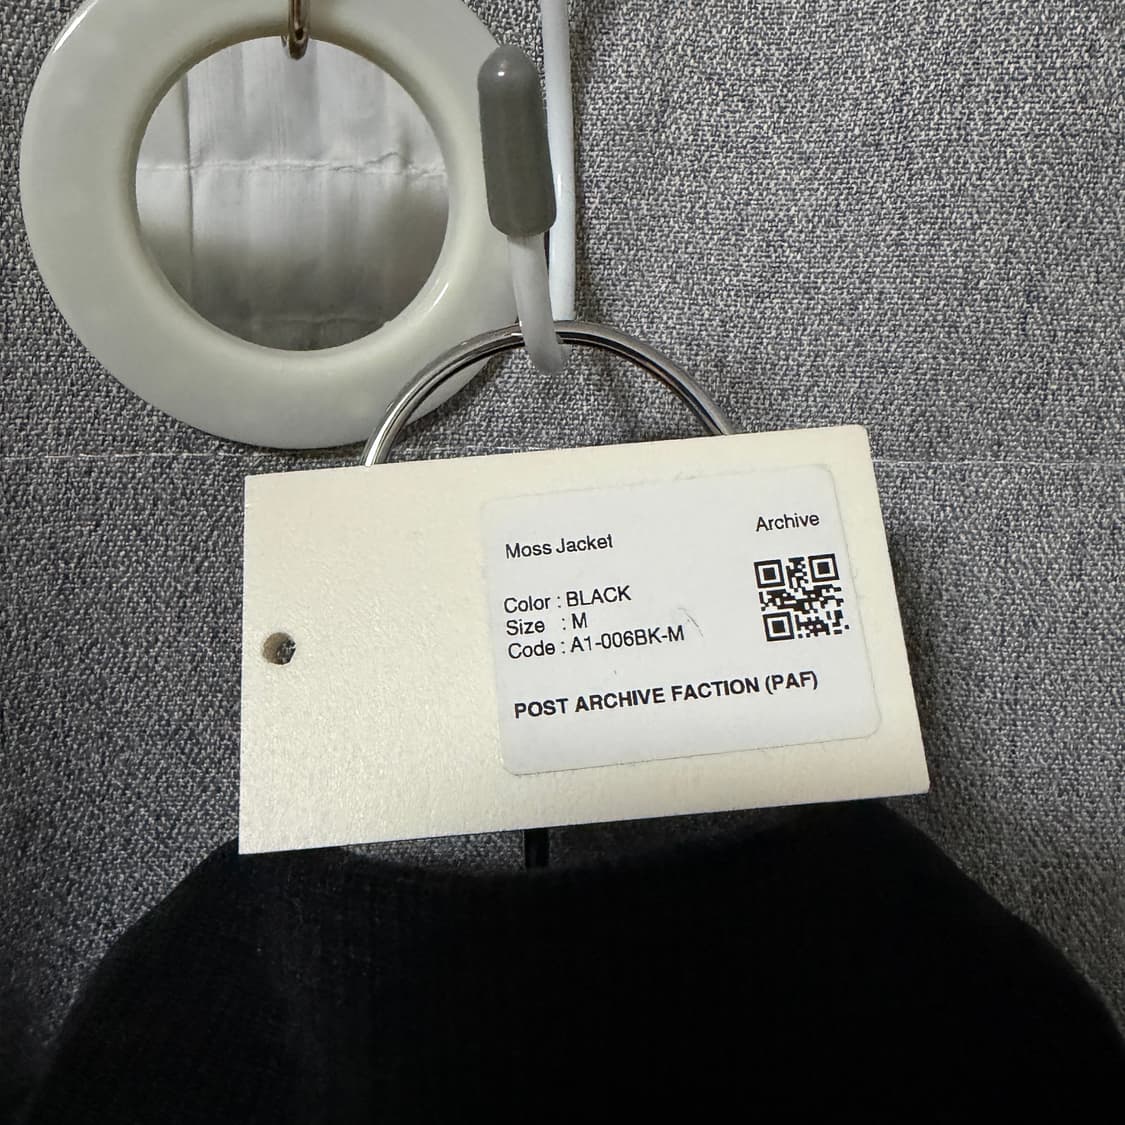 Archive
Moss Jacket
Color : BLACK
Size : M
Code : A1-006BK-M
POST ARCHIVE FACTION (PAF)